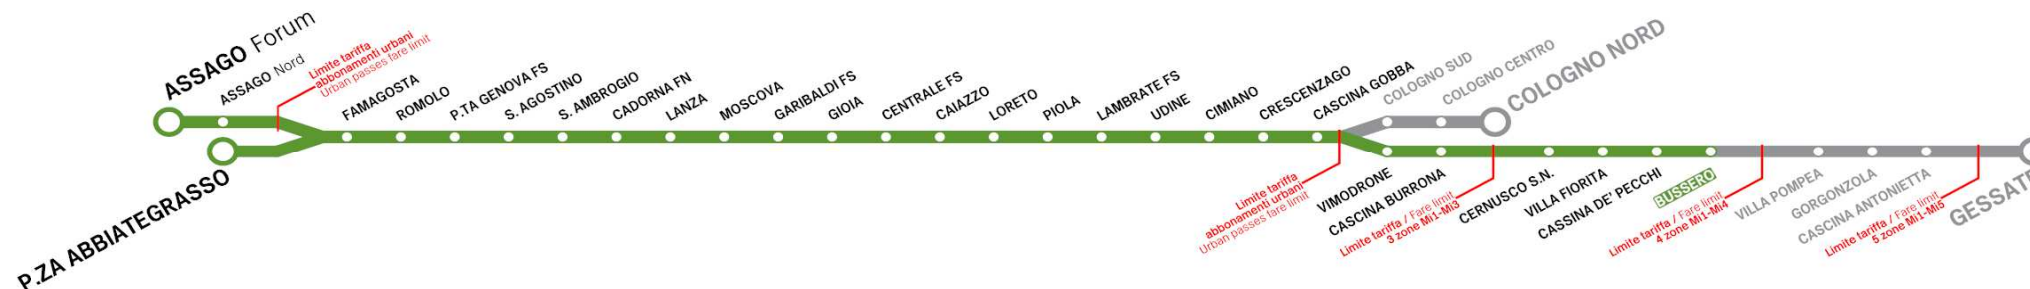 ASSAGO Forum
ASSAGO Nord
Limite tariffa
abbonamenti urbani
Urban passes fare limit
P.ZA ABBIATEGRASSO
FAMAGOSTA
ROMOLO
P.TA GENOVA FS
S. AGOSTINO
S. AMBROGIO
CADORNA FN
LANZA
MOSCOVA
GARIBALDI FS
GIOIA
CENTRALE FS
CAIAZZO
LORETO
PIOLA
LAMBRATE FS
UDINE
CIMIANO
CRESCENZAGO
CASCINA GOBBA
COLOGNO SUD
COLOGNO CENTRO
COLOGNO NORD
Limite tariffa
abbonamenti urbani
Urban passes fare limit
VIMODRONE
CASCINA BURRONA
Limite tariffa / Fare limit
3 zone Mi1-Mi3
CERNUSCO S.N.
VILLA FIORITA
CASSINA DE' PECCHI
BUSSERO
Limite tariffa / Fare limit
4 zone Mi1-Mi4
VILLA POMPEA
GORGONZOLA
CASCINA ANTONIETTA
Limite tariffa / Fare limit
5 zone Mi1-Mi5
GESSATE